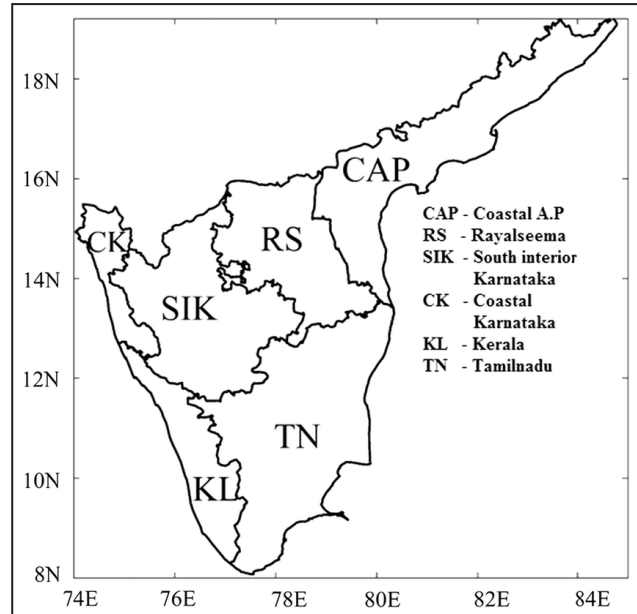 18N
16N
14N
12N
10N
8N
74E 76E 78E 80E 82E 84E
CAP
CK
RS
SIK
TN
KL
CAP - Coastal A.P
RS - Rayalseema
SIK - South interior
Karnataka
CK - Coastal
Karnataka
KL - Kerala
TN - Tamilnadu